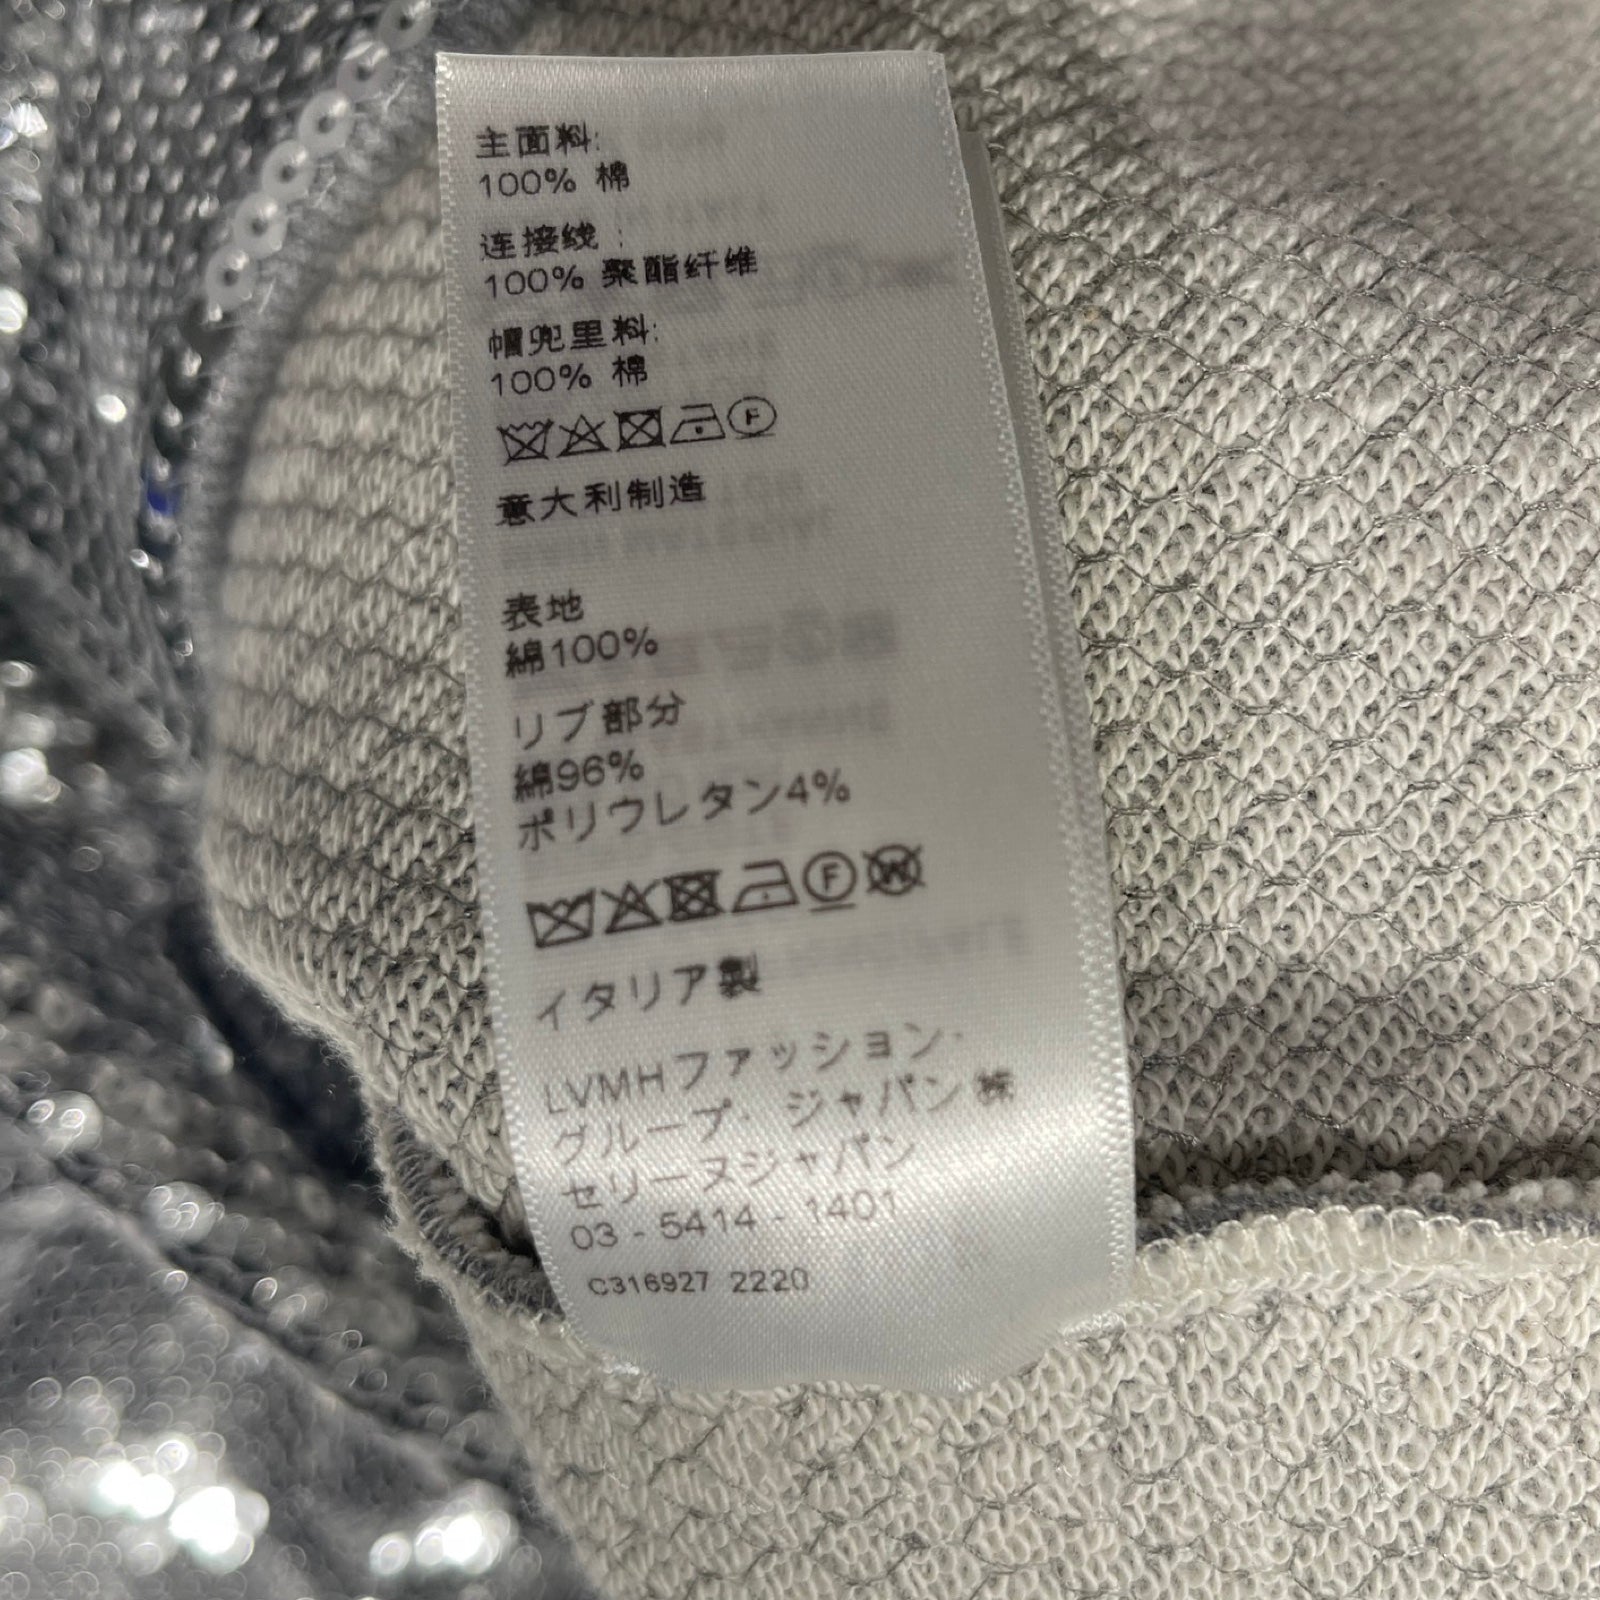 主面料:
100% 棉
连接线:
100% 聚酯纤维
帽兜里料:
100% 棉
F
意大利制造
表地
綿100%
リブ部分
綿96%
ポリウレタン4%
F W
イタリア製
LVMHファッション·
グループ・ジャパン㈱
セリーヌジャパン
03 - 5414 - 1401
C316927 2220